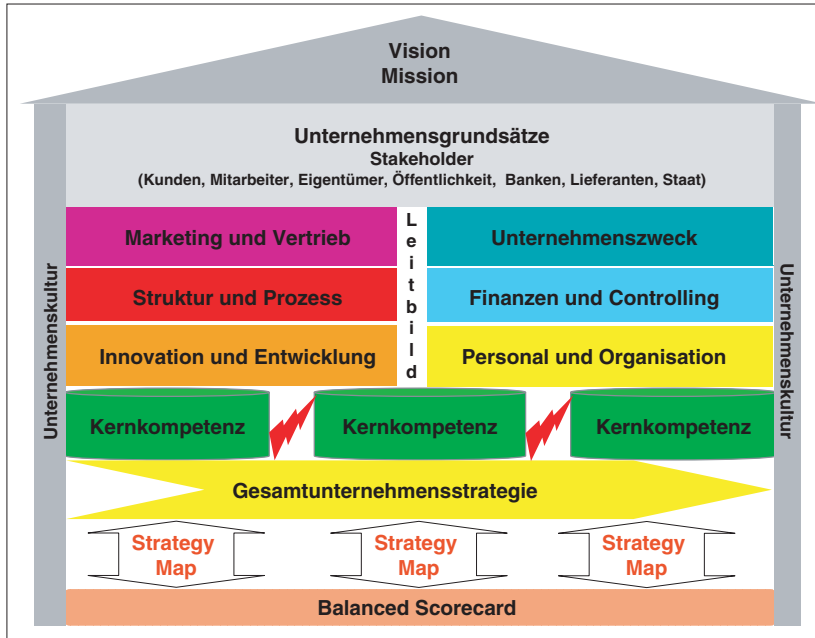 Vision
Mission
Unternehmensgrundsätze
Stakeholder
(Kunden, Mitarbeiter, Eigentümer, Öffentlichkeit, Banken, Lieferanten, Staat)
Unternehmenskultur
Marketing und Vertrieb
Struktur und Prozess
Innovation und Entwicklung
Leitbild
Unternehmenszweck
Finanzen und Controlling
Personal und Organisation
Unternehmenskultur
Kernkompetenz
Kernkompetenz
Kernkompetenz
Gesamtunternehmensstrategie
Strategy
Map
Strategy
Map
Strategy
Map
Balanced Scorecard